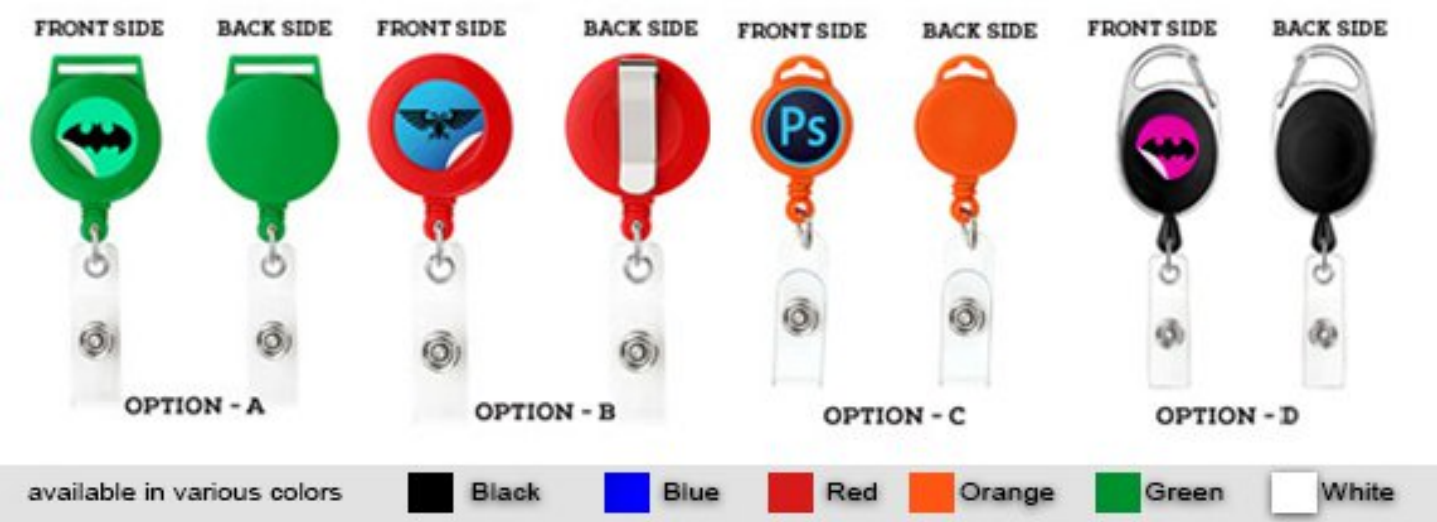 FRONT SIDE BACK SIDE FRONT SIDE BACK SIDE FRONT SIDE BACK SIDE FRONT SIDE BACK SIDE
Ps
OPTION - A OPTION - B OPTION - C OPTION - D
available in various colors Black Blue Red Orange Green White